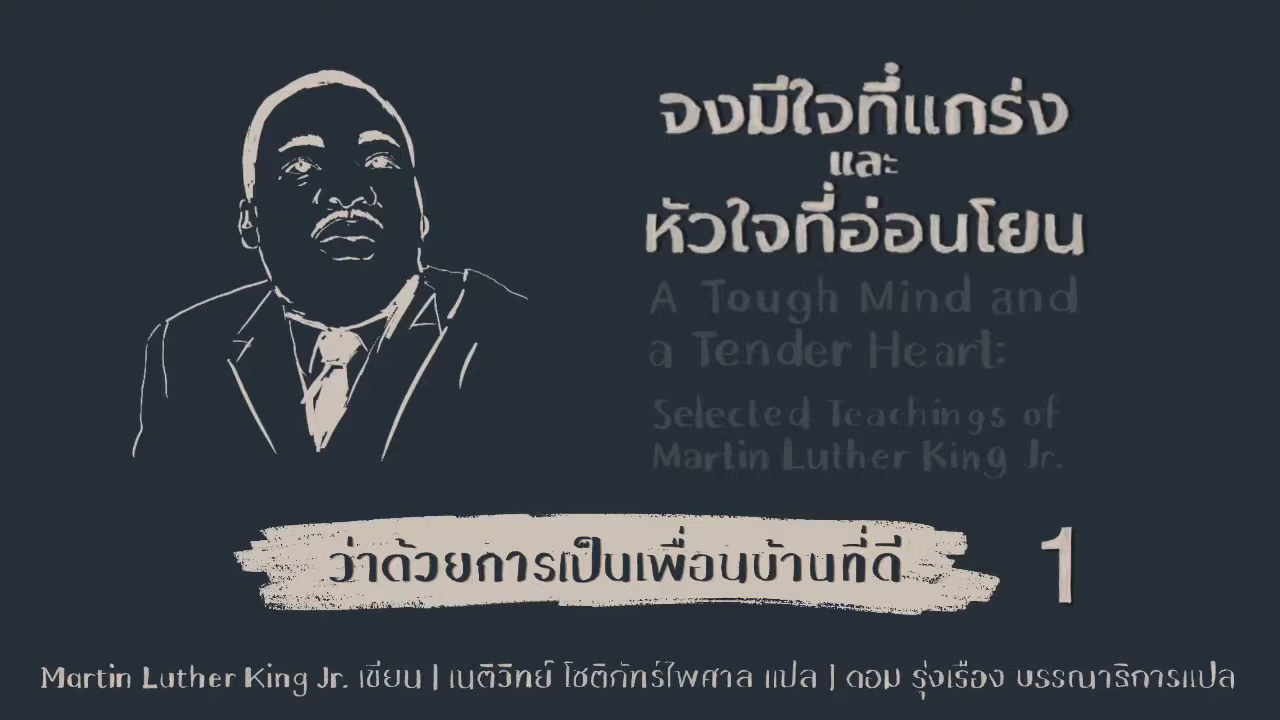 จงมีใจที่แกร่ง
และ
หัวใจที่อ่อนโยน
A Tough Mind and
a Tender Heart:
Selected Teachings of
Martin Luther King Jr.
ว่าด้วยการเป็นเพื่อนบ้านที่ดี 1
Martin Luther King Jr. เขียน | เนติวิทย์ โชติภัทร์ไพศาล แปล | ดอม รุ่งเรือง บรรณาธิการแปล